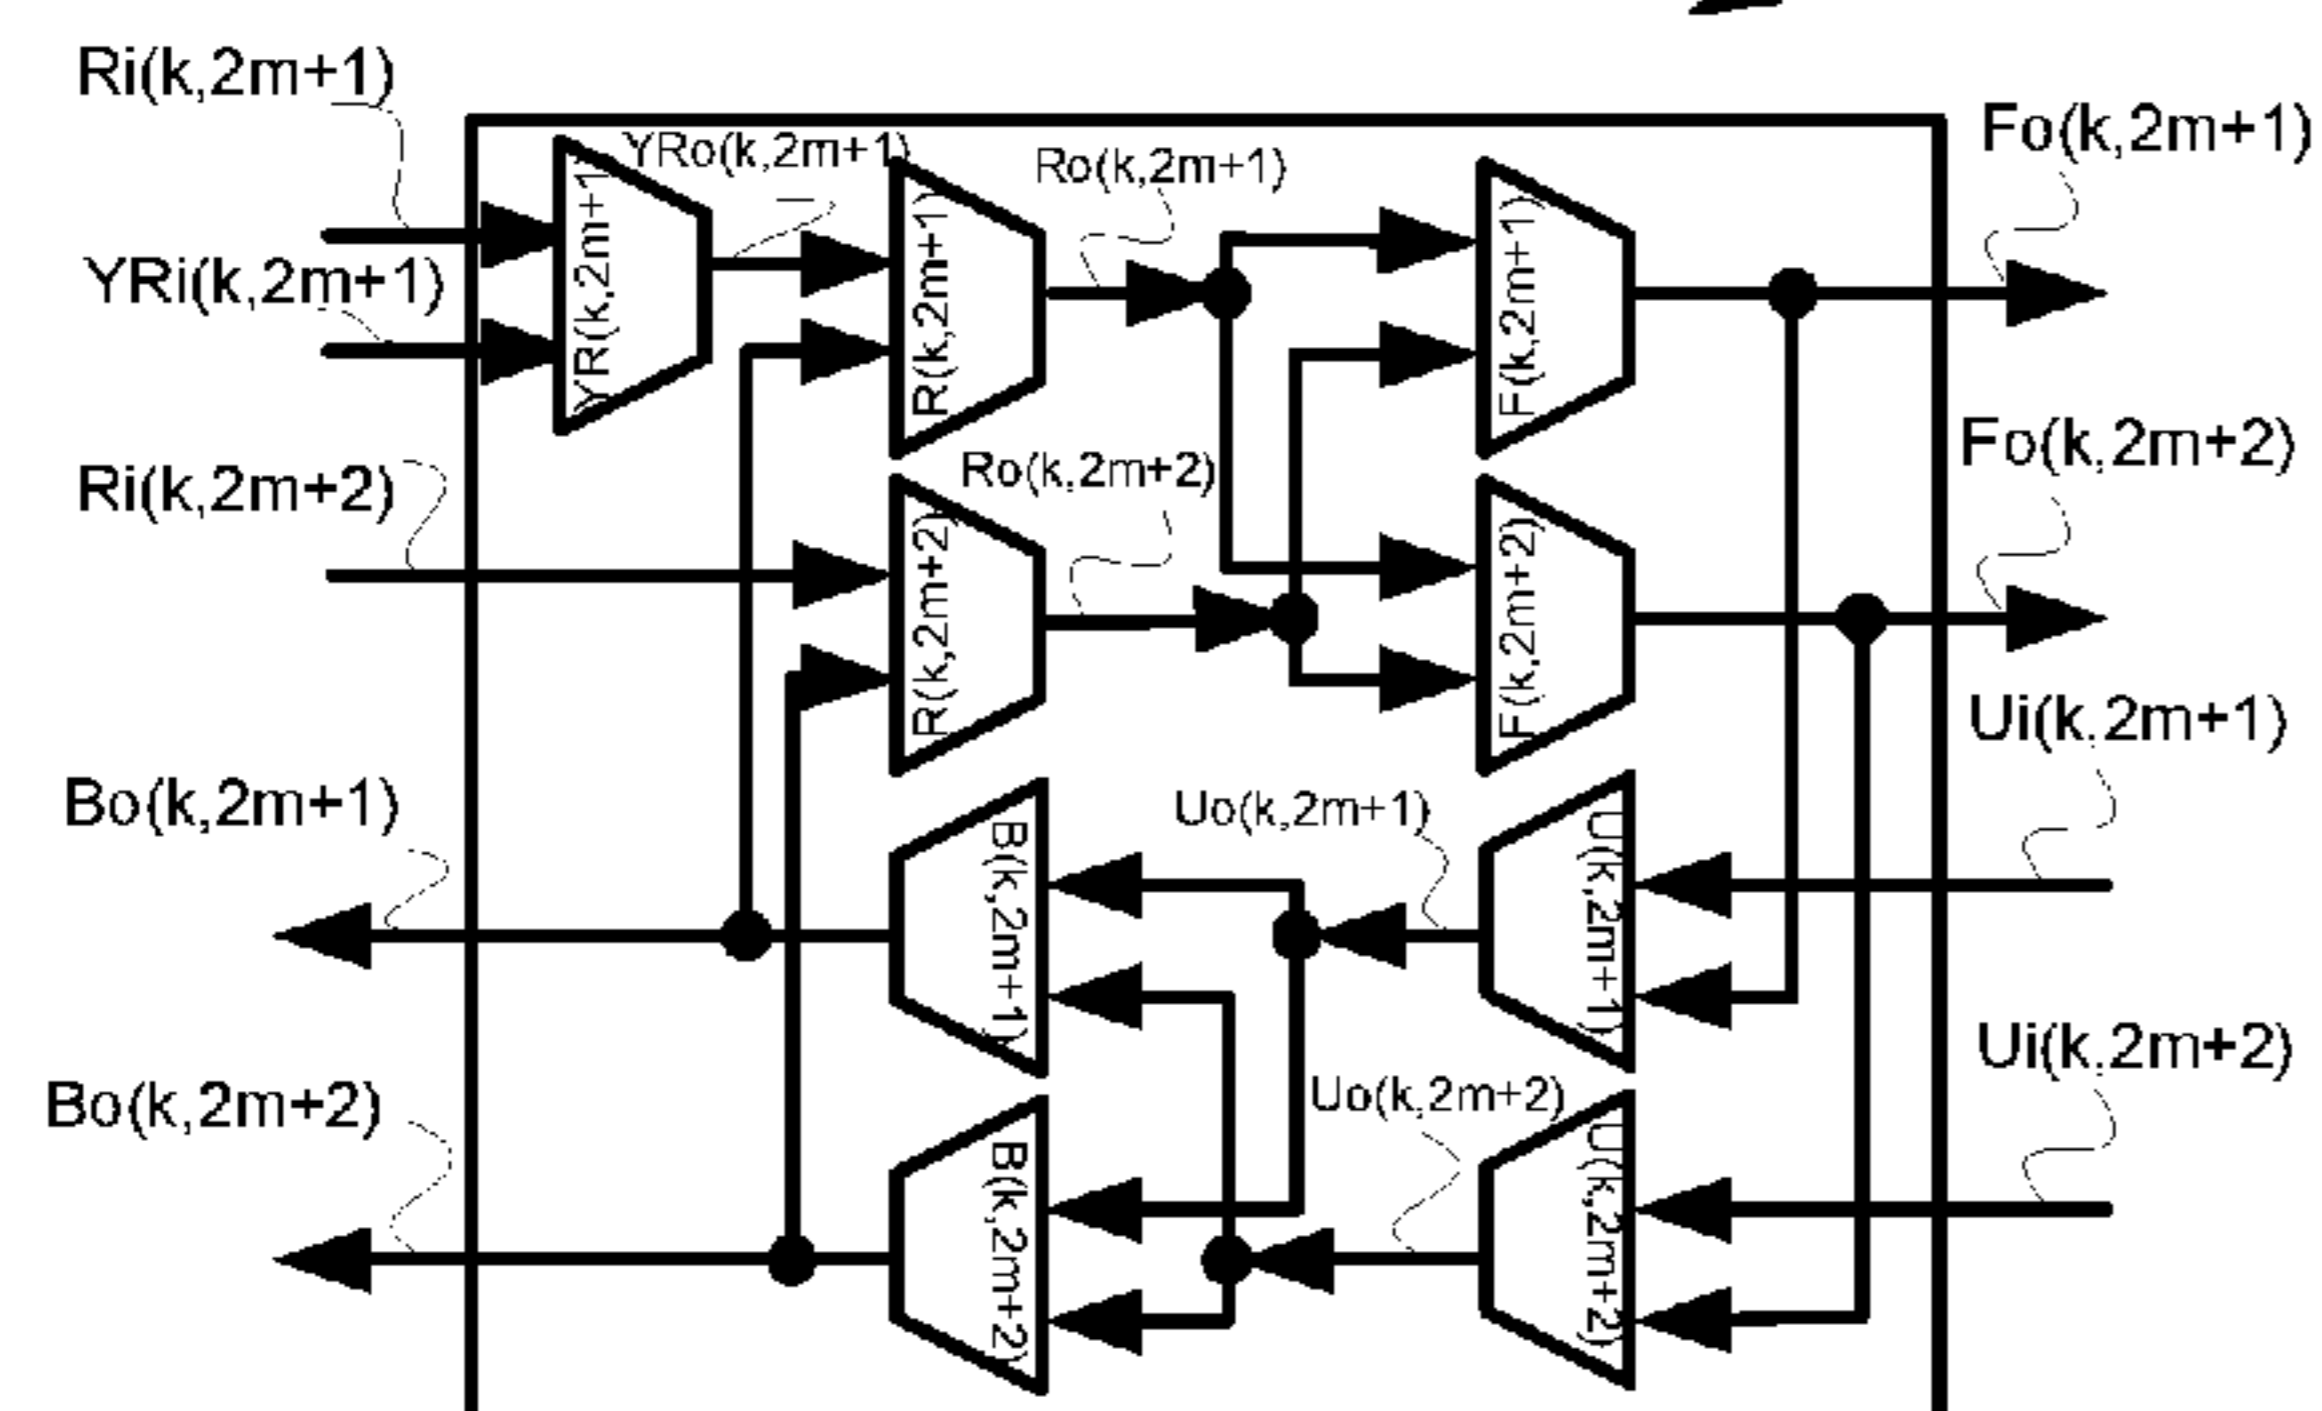 Ri(k,2m+1)
YRo(k,2m+1)
Ro(k,2m+1)
Fo(k,2m+1)
YRi(k,2m+1)
YR(k,2m+1)
R(k,2m+1)
F(k,2m+1)
Ri(k,2m+2)
Ro(k,2m+2)
Fo(k,2m+2)
R(k,2m+2)
F(k,2m+2)
Ui(k,2m+1)
Bo(k,2m+1)
Uo(k,2m+1)
B(k,2m+1)
U(k,2m+1)
Ui(k,2m+2)
Bo(k,2m+2)
Uo(k,2m+2)
B(k,2m+2)
U(k,2m+2)